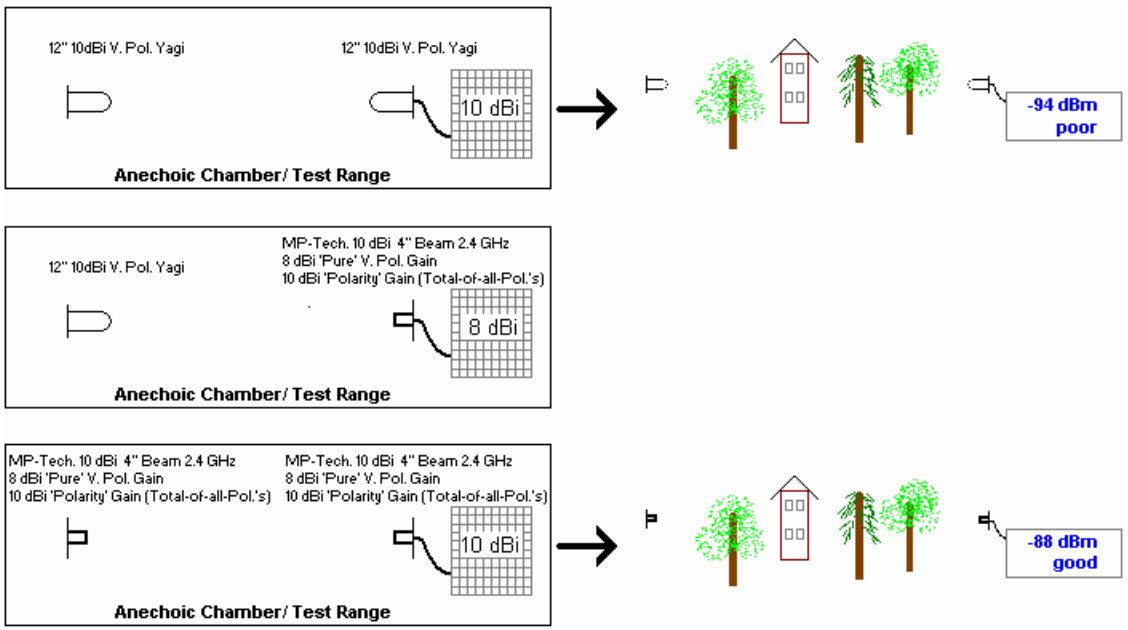 12" 10dBi V. Pol. Yagi
12" 10dBi V. Pol. Yagi
10 dBi
Anechoic Chamber/ Test Range
-94 dBm
poor
MP-Tech. 10 dBi 4" Beam 2.4 GHz
8 dBi 'Pure' V. Pol. Gain
10 dBi 'Polarity' Gain (Total-of-all-Pol.'s)
12" 10dBi V. Pol. Yagi
8 dBi
Anechoic Chamber/ Test Range
MP-Tech. 10 dBi 4" Beam 2.4 GHz
8 dBi 'Pure' V. Pol. Gain
10 dBi 'Polarity' Gain (Total-of-all-Pol.'s)
MP-Tech. 10 dBi 4" Beam 2.4 GHz
8 dBi 'Pure' V. Pol. Gain
10 dBi 'Polarity' Gain (Total-of-all-Pol.'s)
10 dBi
Anechoic Chamber/ Test Range
-88 dBm
good